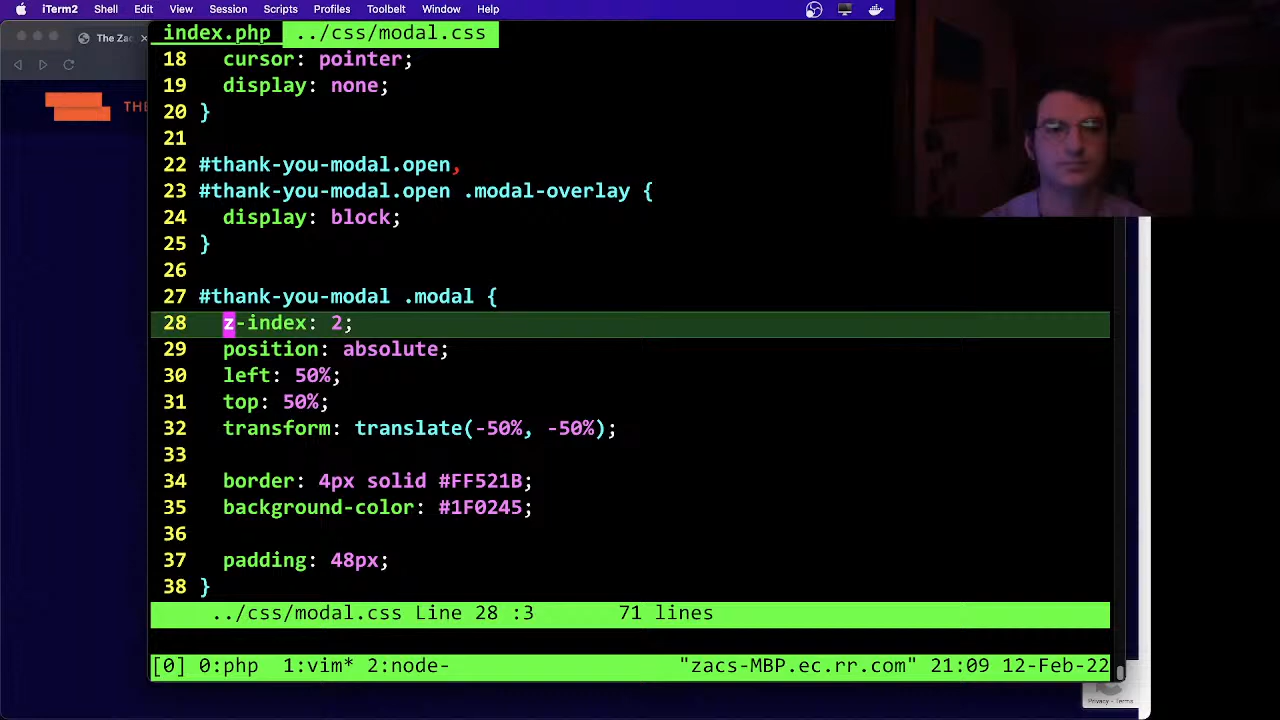 iTerm2 Shell Edit View Session Scripts Profiles Toolbelt Window Help
The Zac
THE
index.php ../css/modal.css
18 cursor: pointer;
19 display: none;
20 }
21
22 #thank-you-modal.open,
23 #thank-you-modal.open .modal-overlay {
24 display: block;
25 }
26
27 #thank-you-modal .modal {
28 z-index: 2;
29 position: absolute;
30 left: 50%;
31 top: 50%;
32 transform: translate(-50%, -50%);
33
34 border: 4px solid #FF521B;
35 background-color: #1F0245;
36
37 padding: 48px;
38 }
../css/modal.css Line 28 :3 71 lines
[0] 0:php 1:vim* 2:node- "zacs-MBP.ec.rr.com" 21:09 12-Feb-22
Privacy - Terms